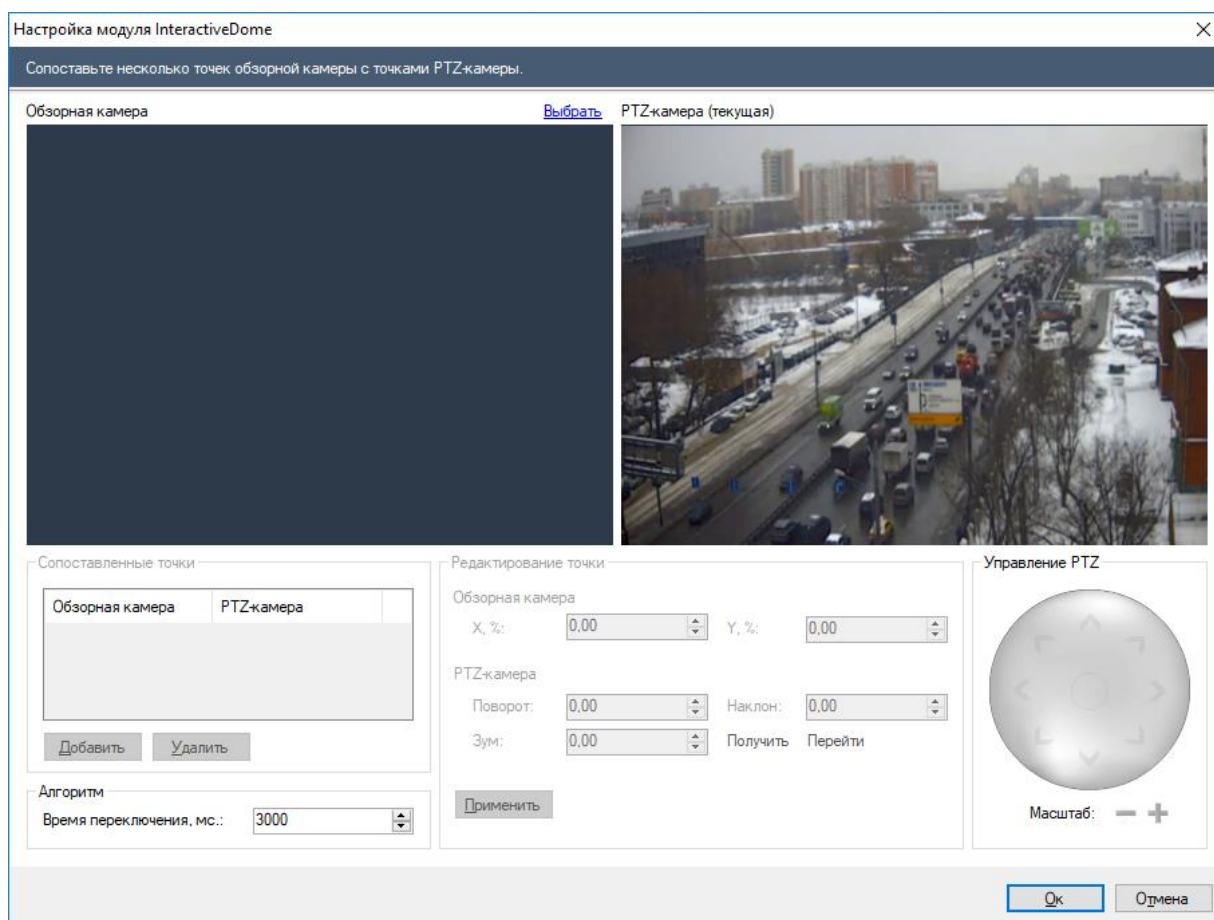 Настройка модуля InteractiveDome
Сопоставьте несколько точек обзорной камеры с точками PTZ-камеры.
Обзорная камера
Выбрать
PTZ-камера (текущая)
Сопоставленные точки
Обзорная камера
PTZ-камера
Добавить
Удалить
Алгоритм
Время переключения, мс.: 3000
Редактирование точки
Обзорная камера
X, %: 0,00 Y, %: 0,00
PTZ-камера
Поворот: 0,00 Наклон: 0,00
Зум: 0,00 Получить Перейти
Применить
Управление PTZ
Масштаб:
Ок
Отмена